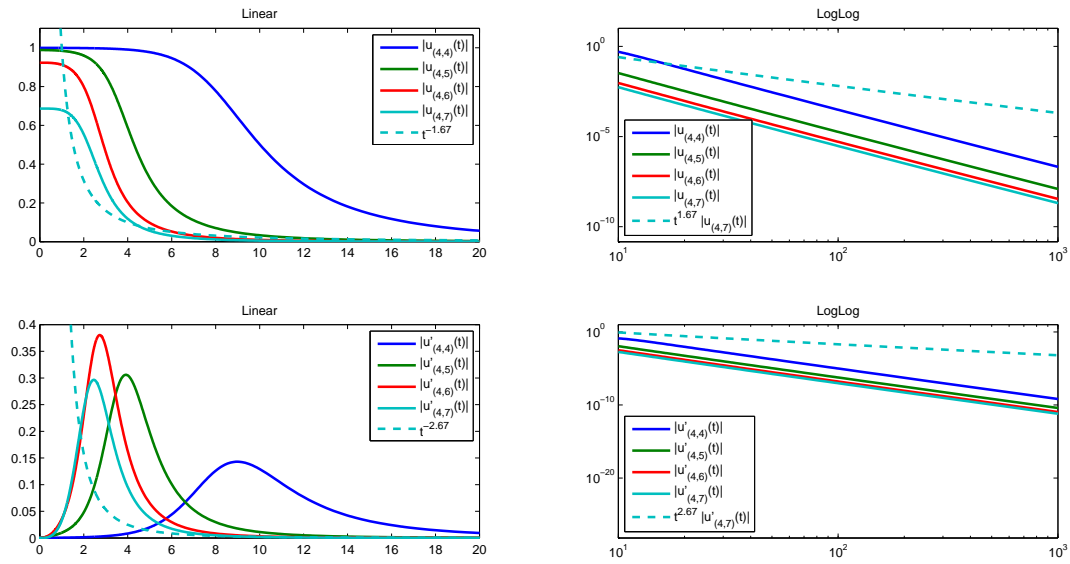 Linear
1
0.8
0.6
0.4
0.2
0
0 2 4 6 8 10 12 14 16 18 20
|u(4,4)(t)|
|u(4,5)(t)|
|u(4,6)(t)|
|u(4,7)(t)|
t^−1.67
LogLog
10^0
10^−5
10^−10
10^1 10^2 10^3
|u(4,4)(t)|
|u(4,5)(t)|
|u(4,6)(t)|
|u(4,7)(t)|
t^1.67 |u(4,7)(t)|
Linear
0.4
0.35
0.3
0.25
0.2
0.15
0.1
0.05
0
0 2 4 6 8 10 12 14 16 18 20
|u'(4,4)(t)|
|u'(4,5)(t)|
|u'(4,6)(t)|
|u'(4,7)(t)|
t^−2.67
LogLog
10^0
10^−10
10^−20
10^1 10^2 10^3
|u'(4,4)(t)|
|u'(4,5)(t)|
|u'(4,6)(t)|
|u'(4,7)(t)|
t^2.67 |u'(4,7)(t)|